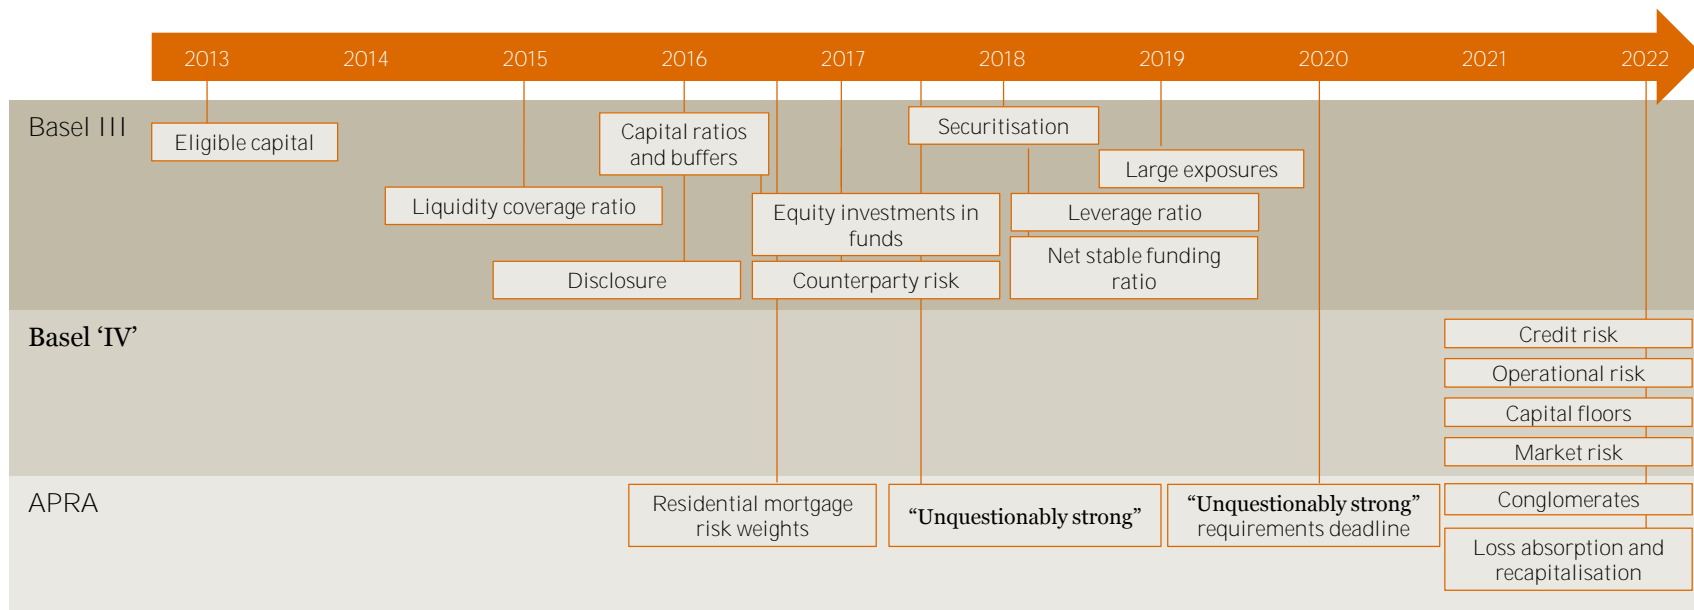 2013 2014 2015 2016 2017 2018 2019 2020 2021 2022
Basel III
Eligible capital
Capital ratios
and buffers
Securitisation
Large exposures
Liquidity coverage ratio
Equity investments in
funds
Leverage ratio
Disclosure
Counterparty risk
Net stable funding
ratio
Basel ‘IV’
Credit risk
Operational risk
Capital floors
Market risk
APRA
Residential mortgage
risk weights
“Unquestionably strong”
“Unquestionably strong”
requirements deadline
Conglomerates
Loss absorption and
recapitalisation